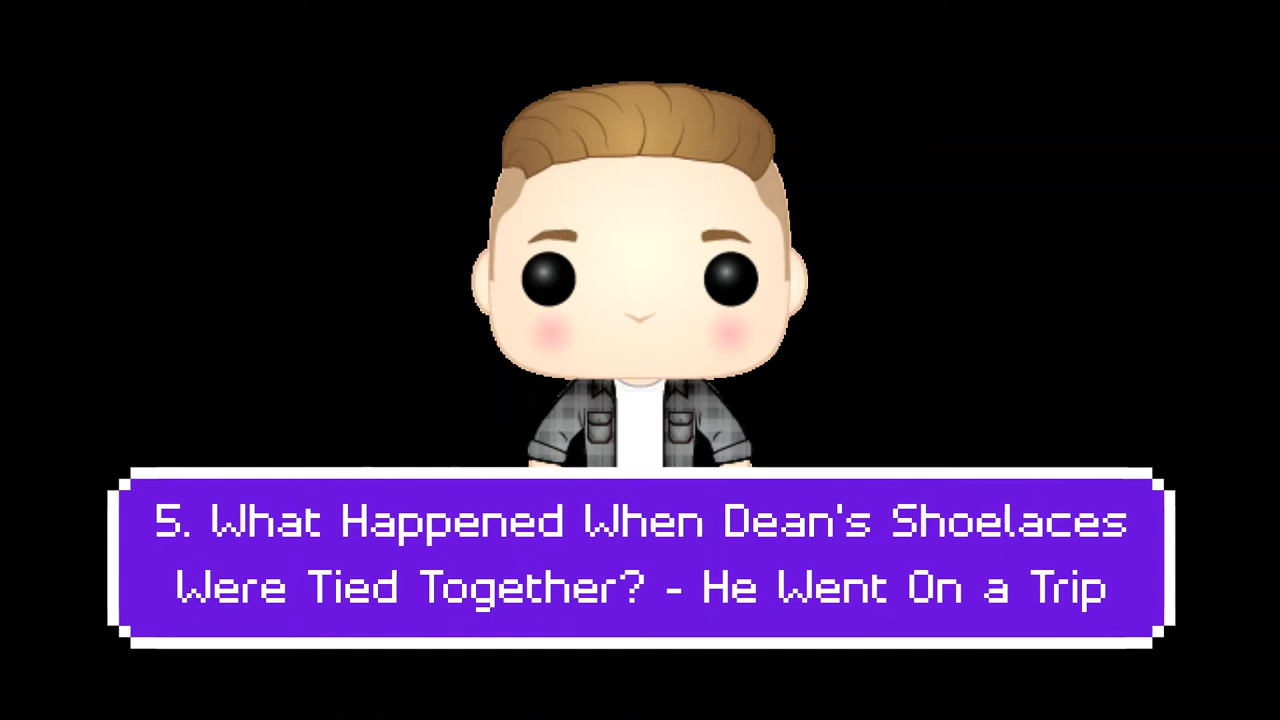 5. What Happened When Dean's Shoelaces
Were Tied Together? - He Went On a Trip